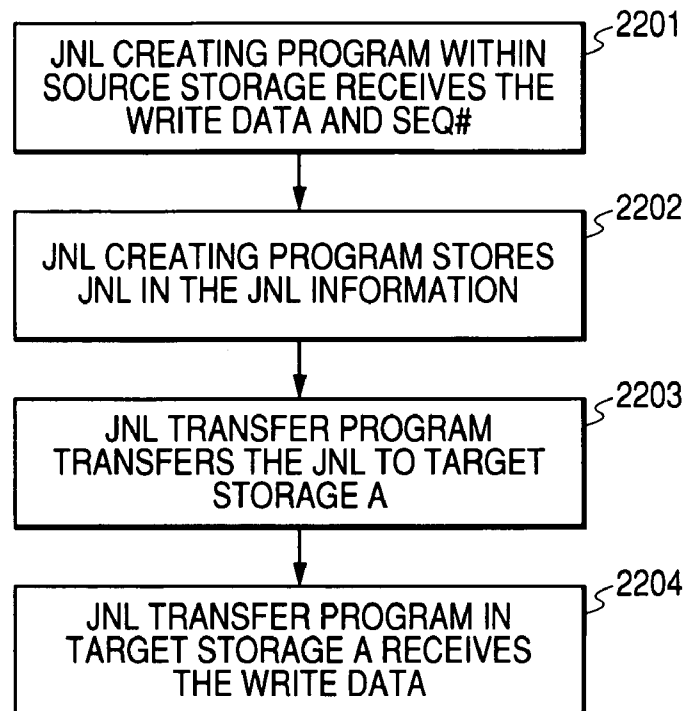 2201
JNL CREATING PROGRAM WITHIN
SOURCE STORAGE RECEIVES THE
WRITE DATA AND SEQ#
2202
JNL CREATING PROGRAM STORES
JNL IN THE JNL INFORMATION
2203
JNL TRANSFER PROGRAM
TRANSFERS THE JNL TO TARGET
STORAGE A
2204
JNL TRANSFER PROGRAM IN
TARGET STORAGE A RECEIVES
THE WRITE DATA